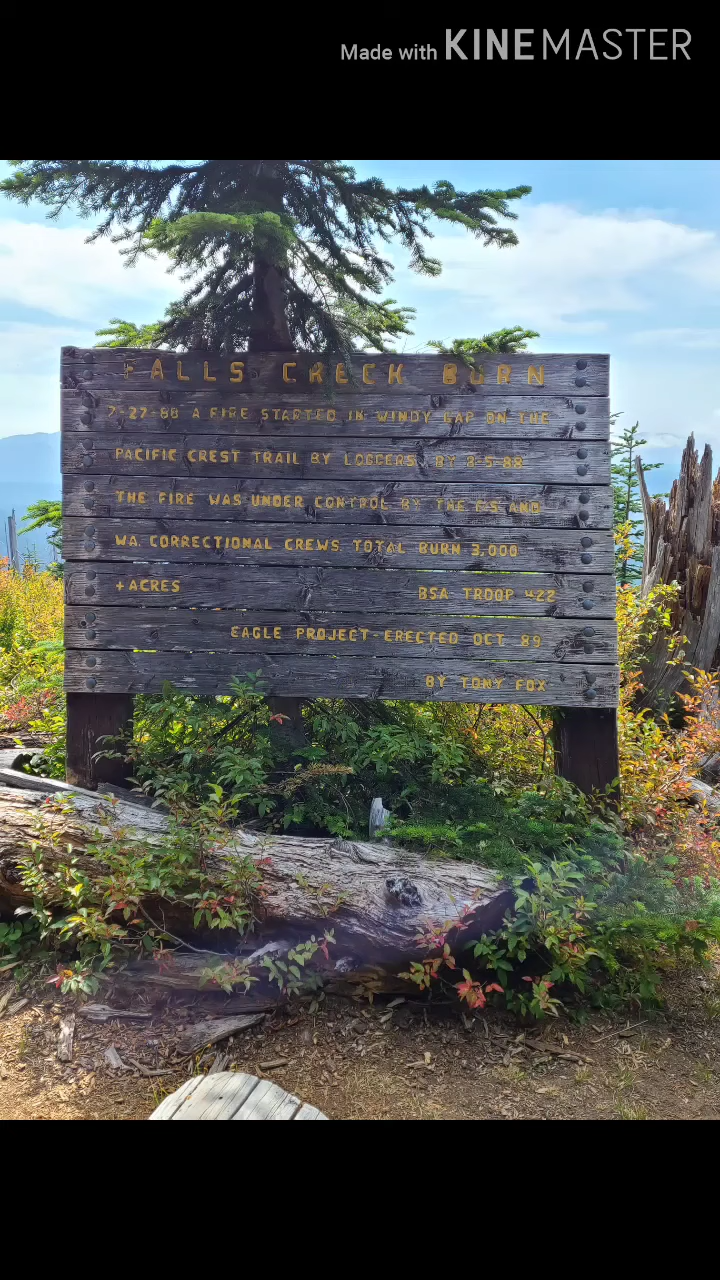 Made with KINEMASTER
FALLS CREEK BURN
7-27-88 A FIRE STARTED IN WINDY GAP ON THE
PACIFIC CREST TRAIL BY LOGGERS. BY 8-5-88
THE FIRE WAS UNDER CONTROL BY THE FS AND
WA. CORRECTIONAL CREWS TOTAL BURN 3,000
+ACRES BSA TROOP 422
EAGLE PROJECT-ERECTED OCT 89
BY TONY FOX